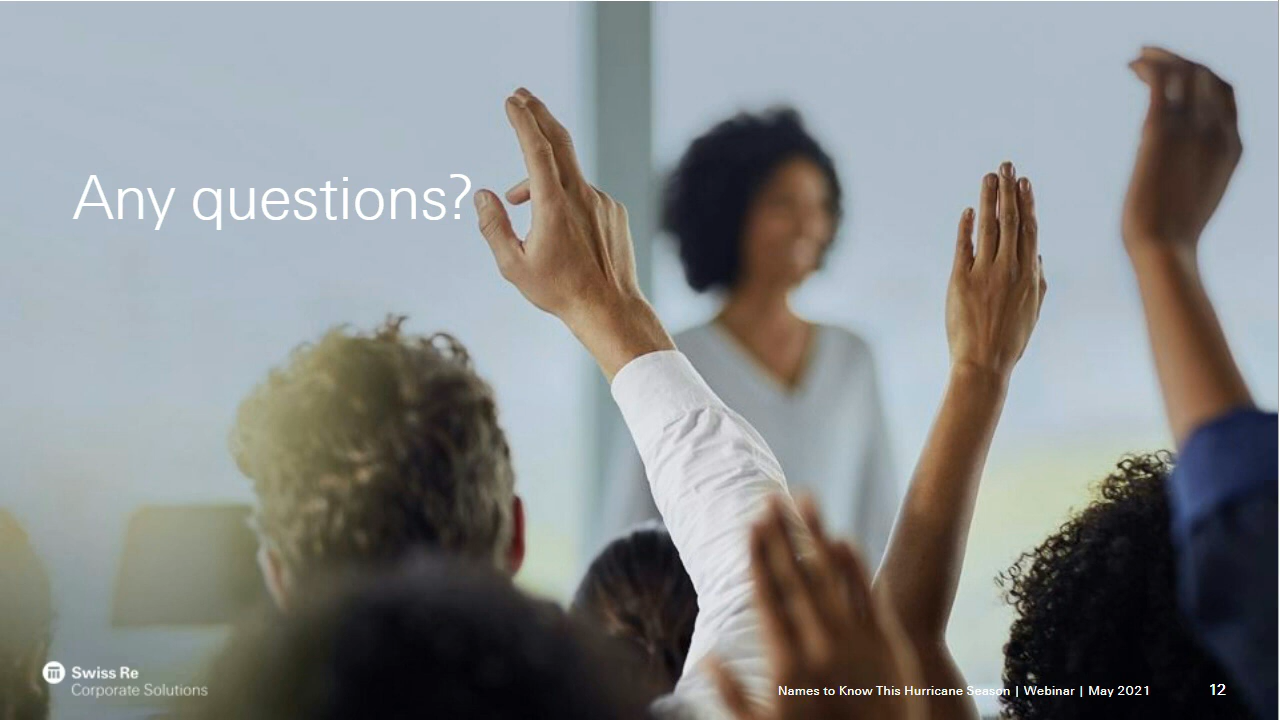 Any questions?
Swiss Re
Corporate Solutions
Names to Know This Hurricane Season | Webinar | May 2021
12